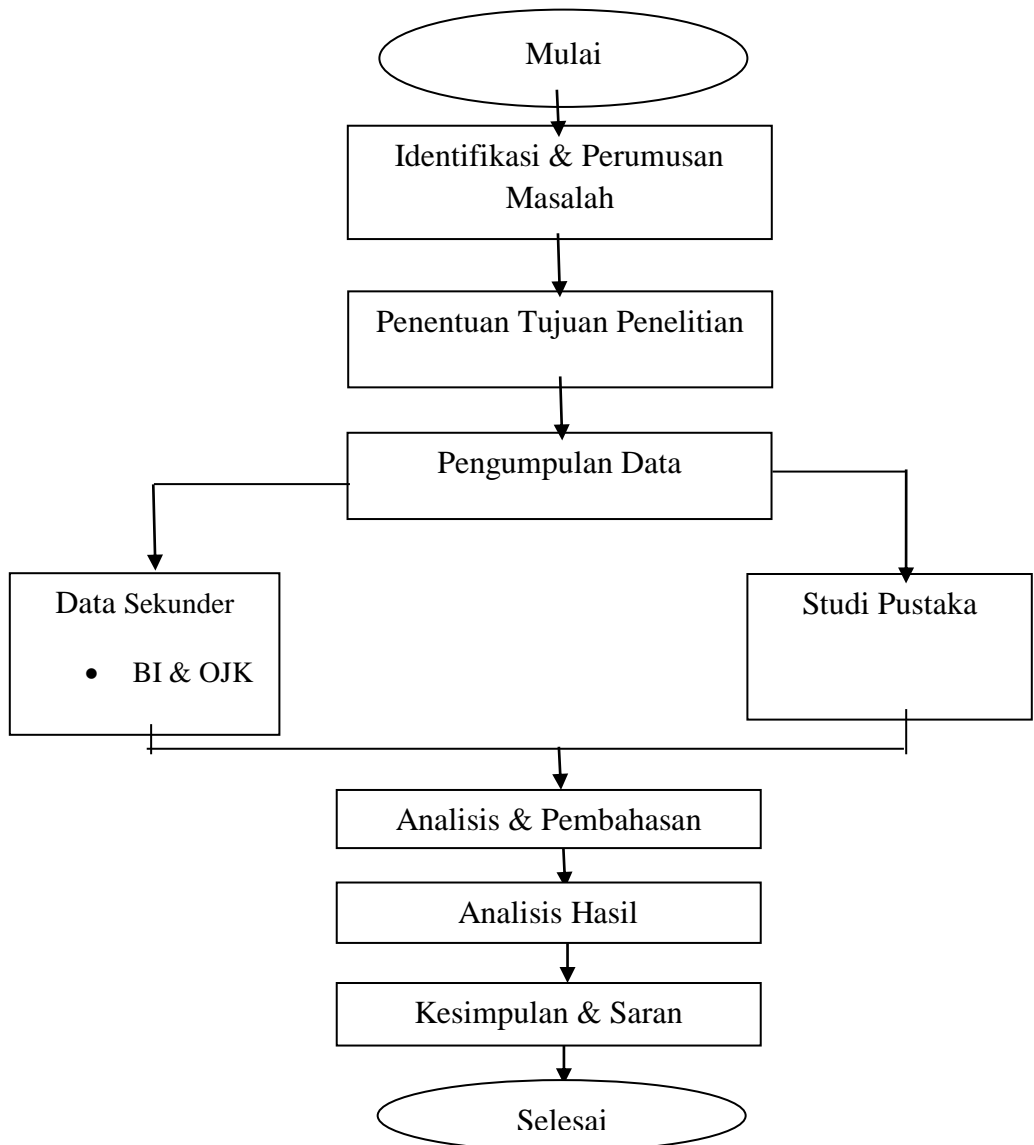 Mulai
Identifikasi & Perumusan
Masalah
Penentuan Tujuan Penelitian
Pengumpulan Data
Data Sekunder
• BI & OJK
Studi Pustaka
Analisis & Pembahasan
Analisis Hasil
Kesimpulan & Saran
Selesai